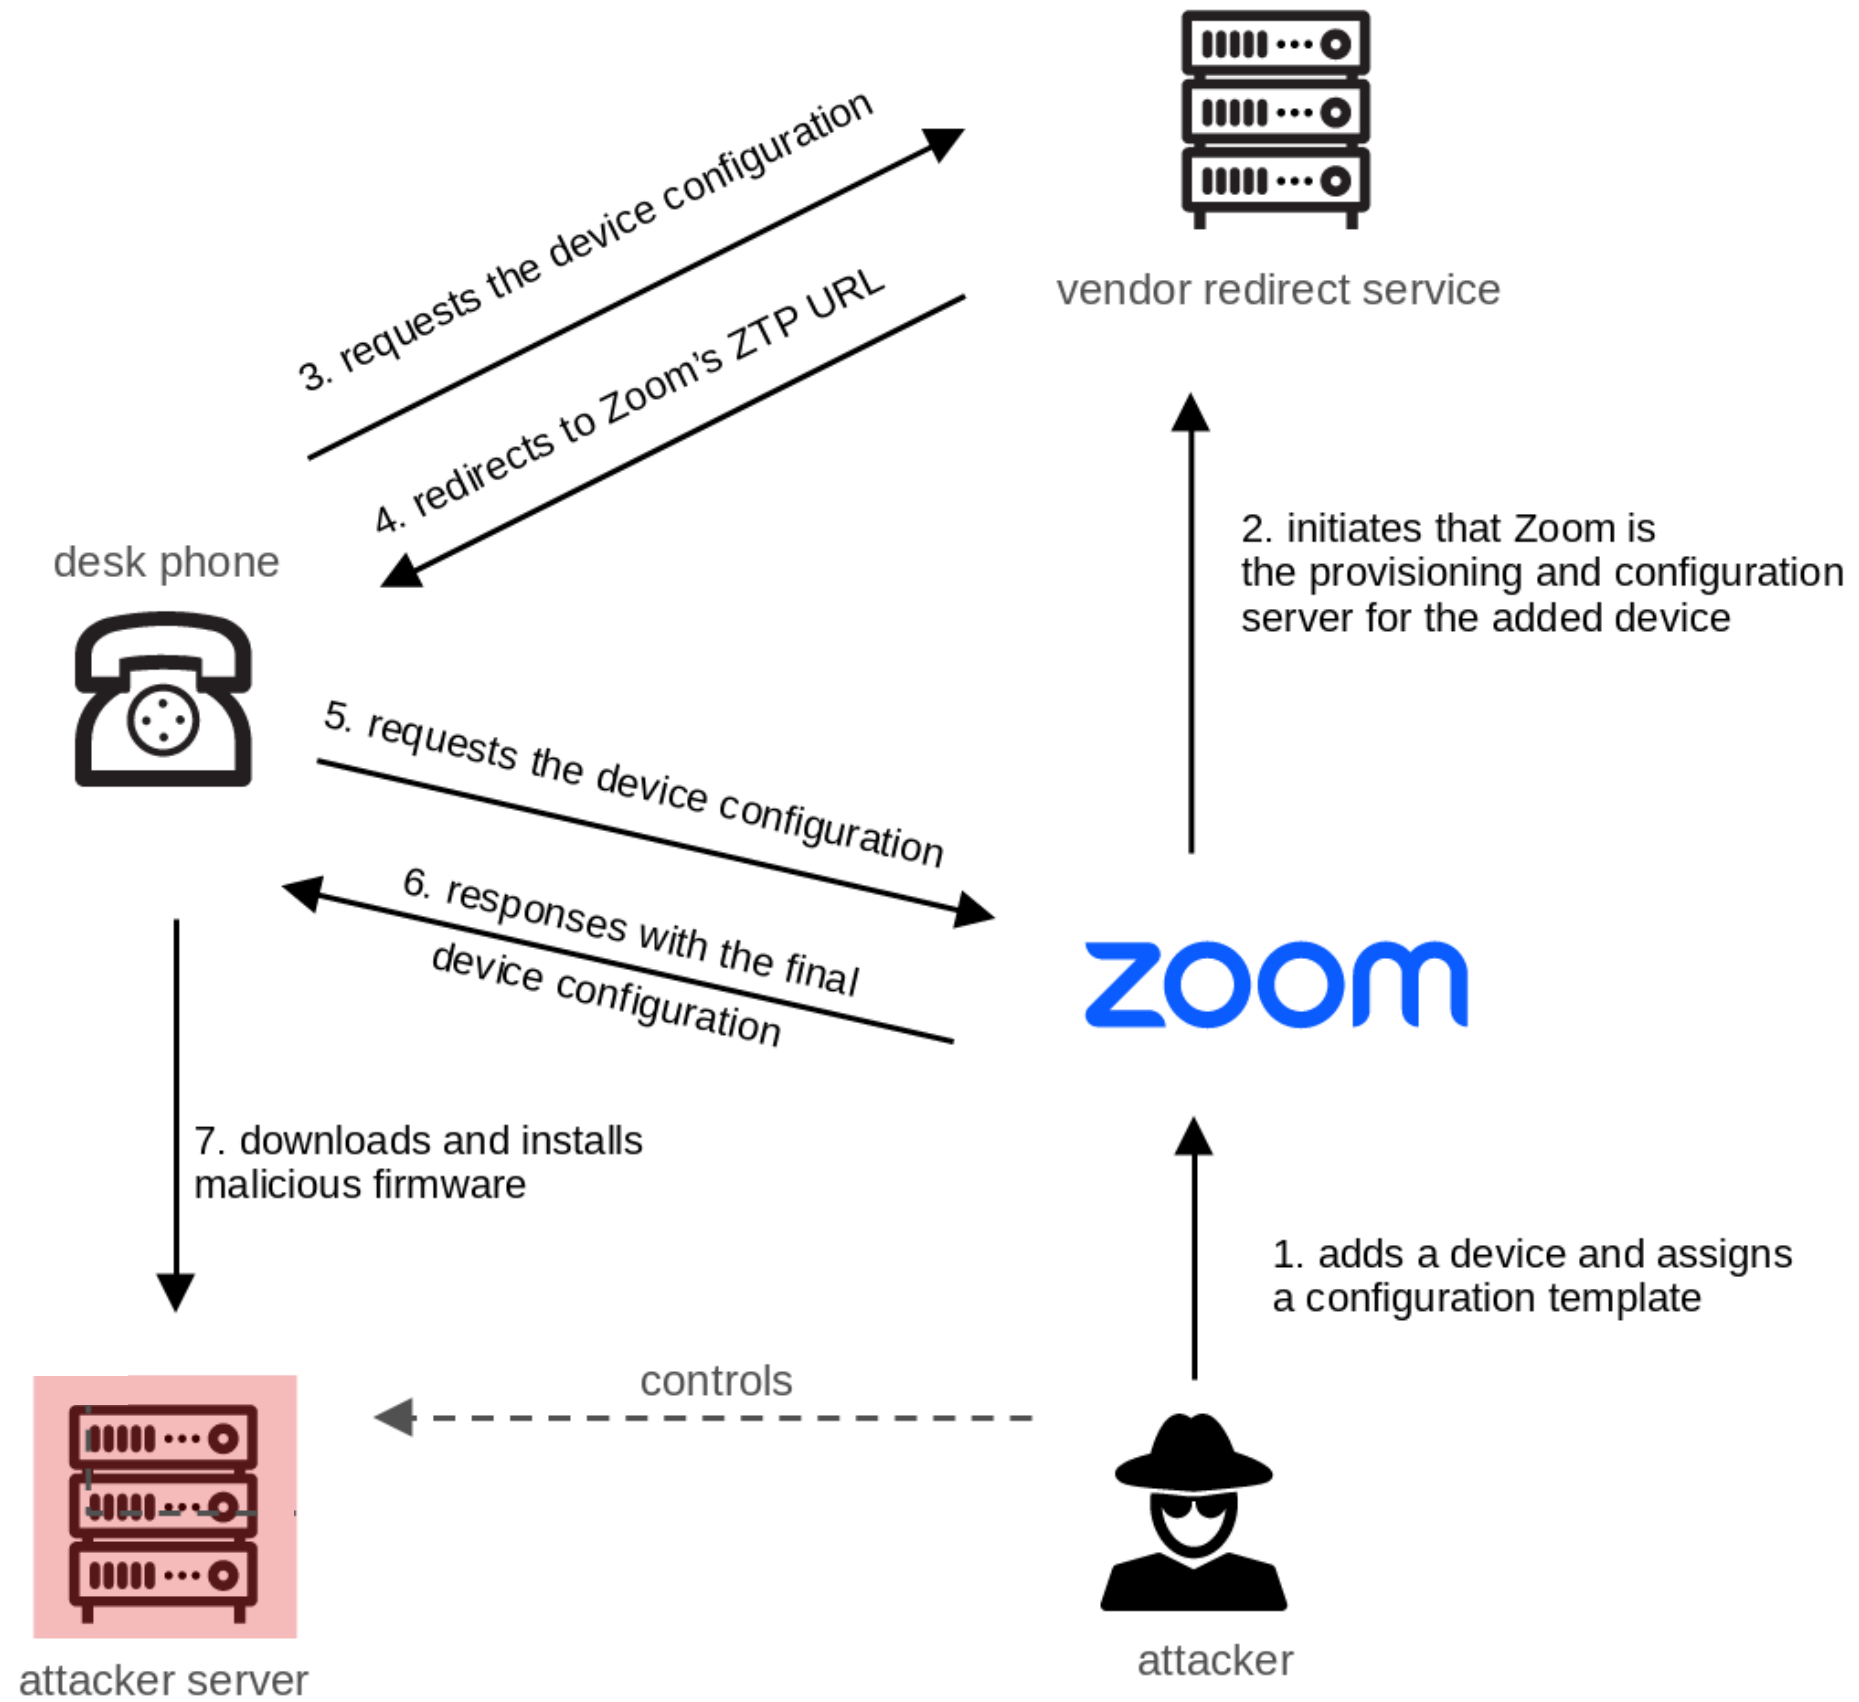 3. requests the device configuration
vendor redirect service
4. redirects to Zoom's ZTP URL
2. initiates that Zoom is
the provisioning and configuration
server for the added device
desk phone
5. requests the device configuration
6. responses with the final
device configuration
zoom
7. downloads and installs
malicious firmware
1. adds a device and assigns
a configuration template
controls
attacker
attacker server